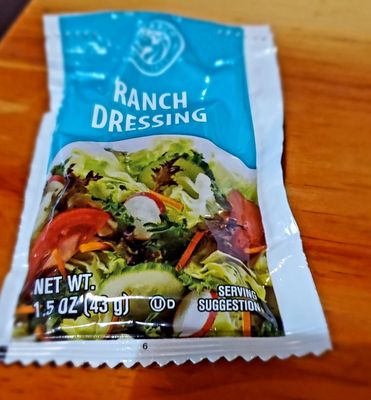 RANCH
DRESSING
NET WT.
1.5 OZ (43 g) U D
SERVING
SUGGESTION
6